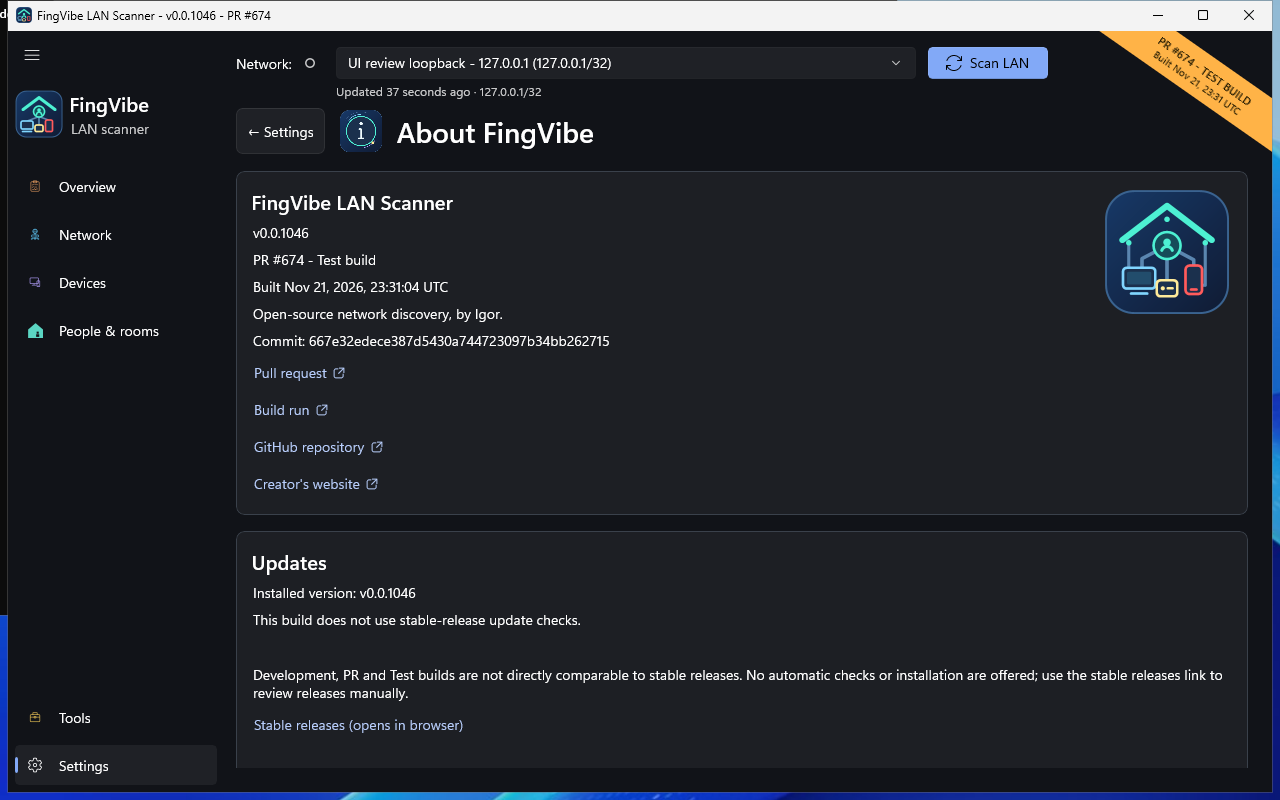 FingVibe LAN Scanner - v0.0.1046 - PR #674
Network:
UI review loopback - 127.0.0.1 (127.0.0.1/32)
Scan LAN
Updated 37 seconds ago · 127.0.0.1/32
PR #674 - TEST BUILD
Built Nov 21, 23:31 UTC
FingVibe
LAN scanner
← Settings
About FingVibe
Overview
Network
Devices
People & rooms
Tools
Settings
FingVibe LAN Scanner
v0.0.1046
PR #674 - Test build
Built Nov 21, 2026, 23:31:04 UTC
Open-source network discovery, by Igor.
Commit: 667e32edece387d5430a744723097b34bb262715
Pull request
Build run
GitHub repository
Creator's website
Updates
Installed version: v0.0.1046
This build does not use stable-release update checks.
Development, PR and Test builds are not directly comparable to stable releases. No automatic checks or installation are offered; use the stable releases link to
review releases manually.
Stable releases (opens in browser)